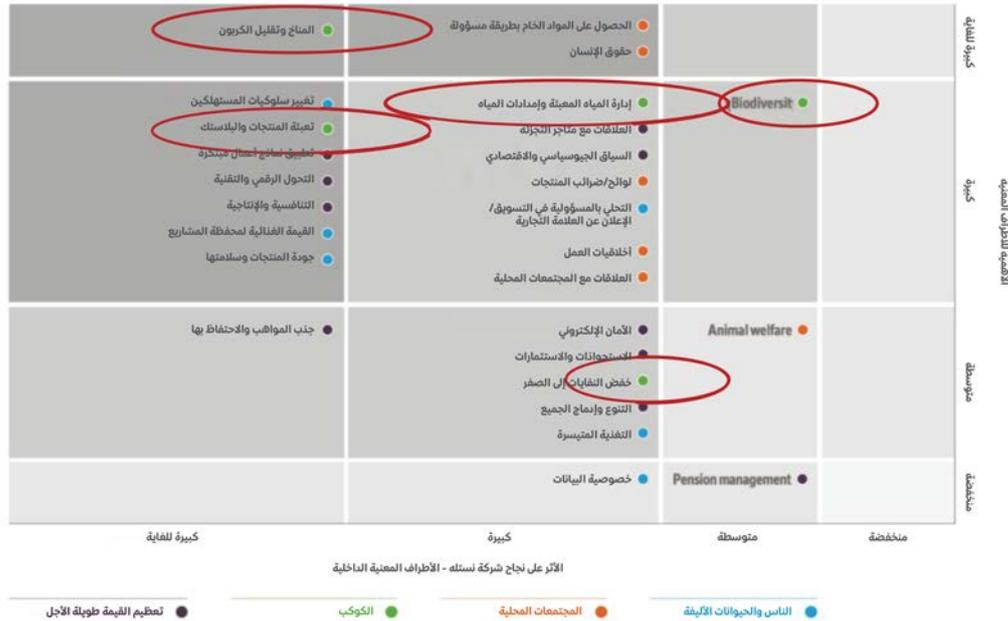 كبيرة للغاية
الحصول على المواد الخام بطريقة مسؤولة
حقوق الإنسان
المناخ وتقليل الكربون
الأهمية للأطراف المعنية
كبيرة
Biodiversit
إدارة المياه المعبئة وإمدادات المياه
العلاقات مع متاجر التجزئة
السياق الجيوسياسي والاقتصادي
لوائح/ضرائب المنتجات
التحلي بالمسؤولية في التسويق/
الإعلان عن العلامة التجارية
أخلاقيات العمل
العلاقات مع المجتمعات المحلية
تغيير سلوكيات المستهلكين
تعبئة المنتجات والبلاستك
تطبيق نماذج أعمال مبتكرة
التحول الرقمي والتقنية
التنافسية والإنتاجية
القيمة الغذائية لمحفظة المشاريع
جودة المنتجات وسلامتها
متوسطة
Animal welfare
الأمان الإلكتروني
الاستحواذات والاستثمارات
خفض النفايات إلى الصفر
التنوع وإدماج الجميع
التغذية المتيسرة
جذب المواهب والاحتفاظ بها
منخفضة
Pension management
خصوصية البيانات
منخفضة
متوسطة
كبيرة
كبيرة للغاية
الأثر على نجاح شركة نستله - الأطراف المعنية الداخلية
الناس والحيوانات الأليفة
المجتمعات المحلية
الكوكب
تعظيم القيمة طويلة الأجل